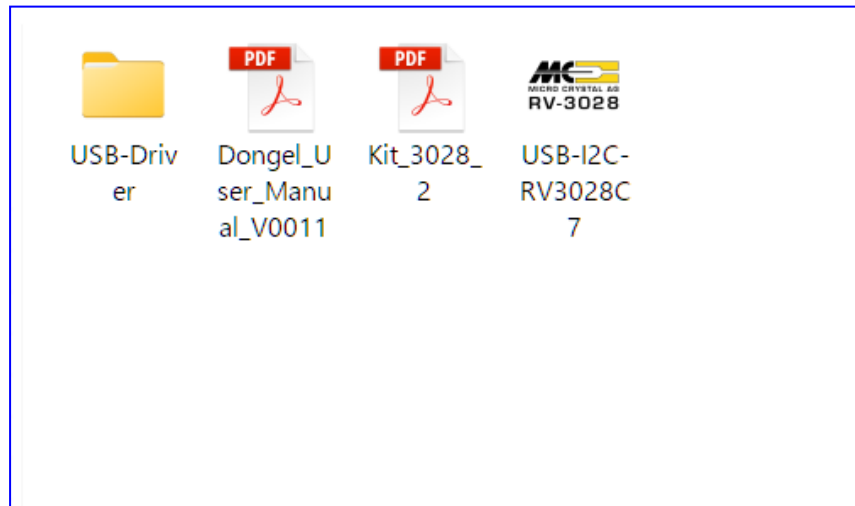 PDF
PDF
MC
MICRO CRYSTAL AG
RV-3028
USB-Driv
er
Dongel_U
ser_Manu
al_V0011
Kit_3028_
2
USB-I2C-
RV3028C
7